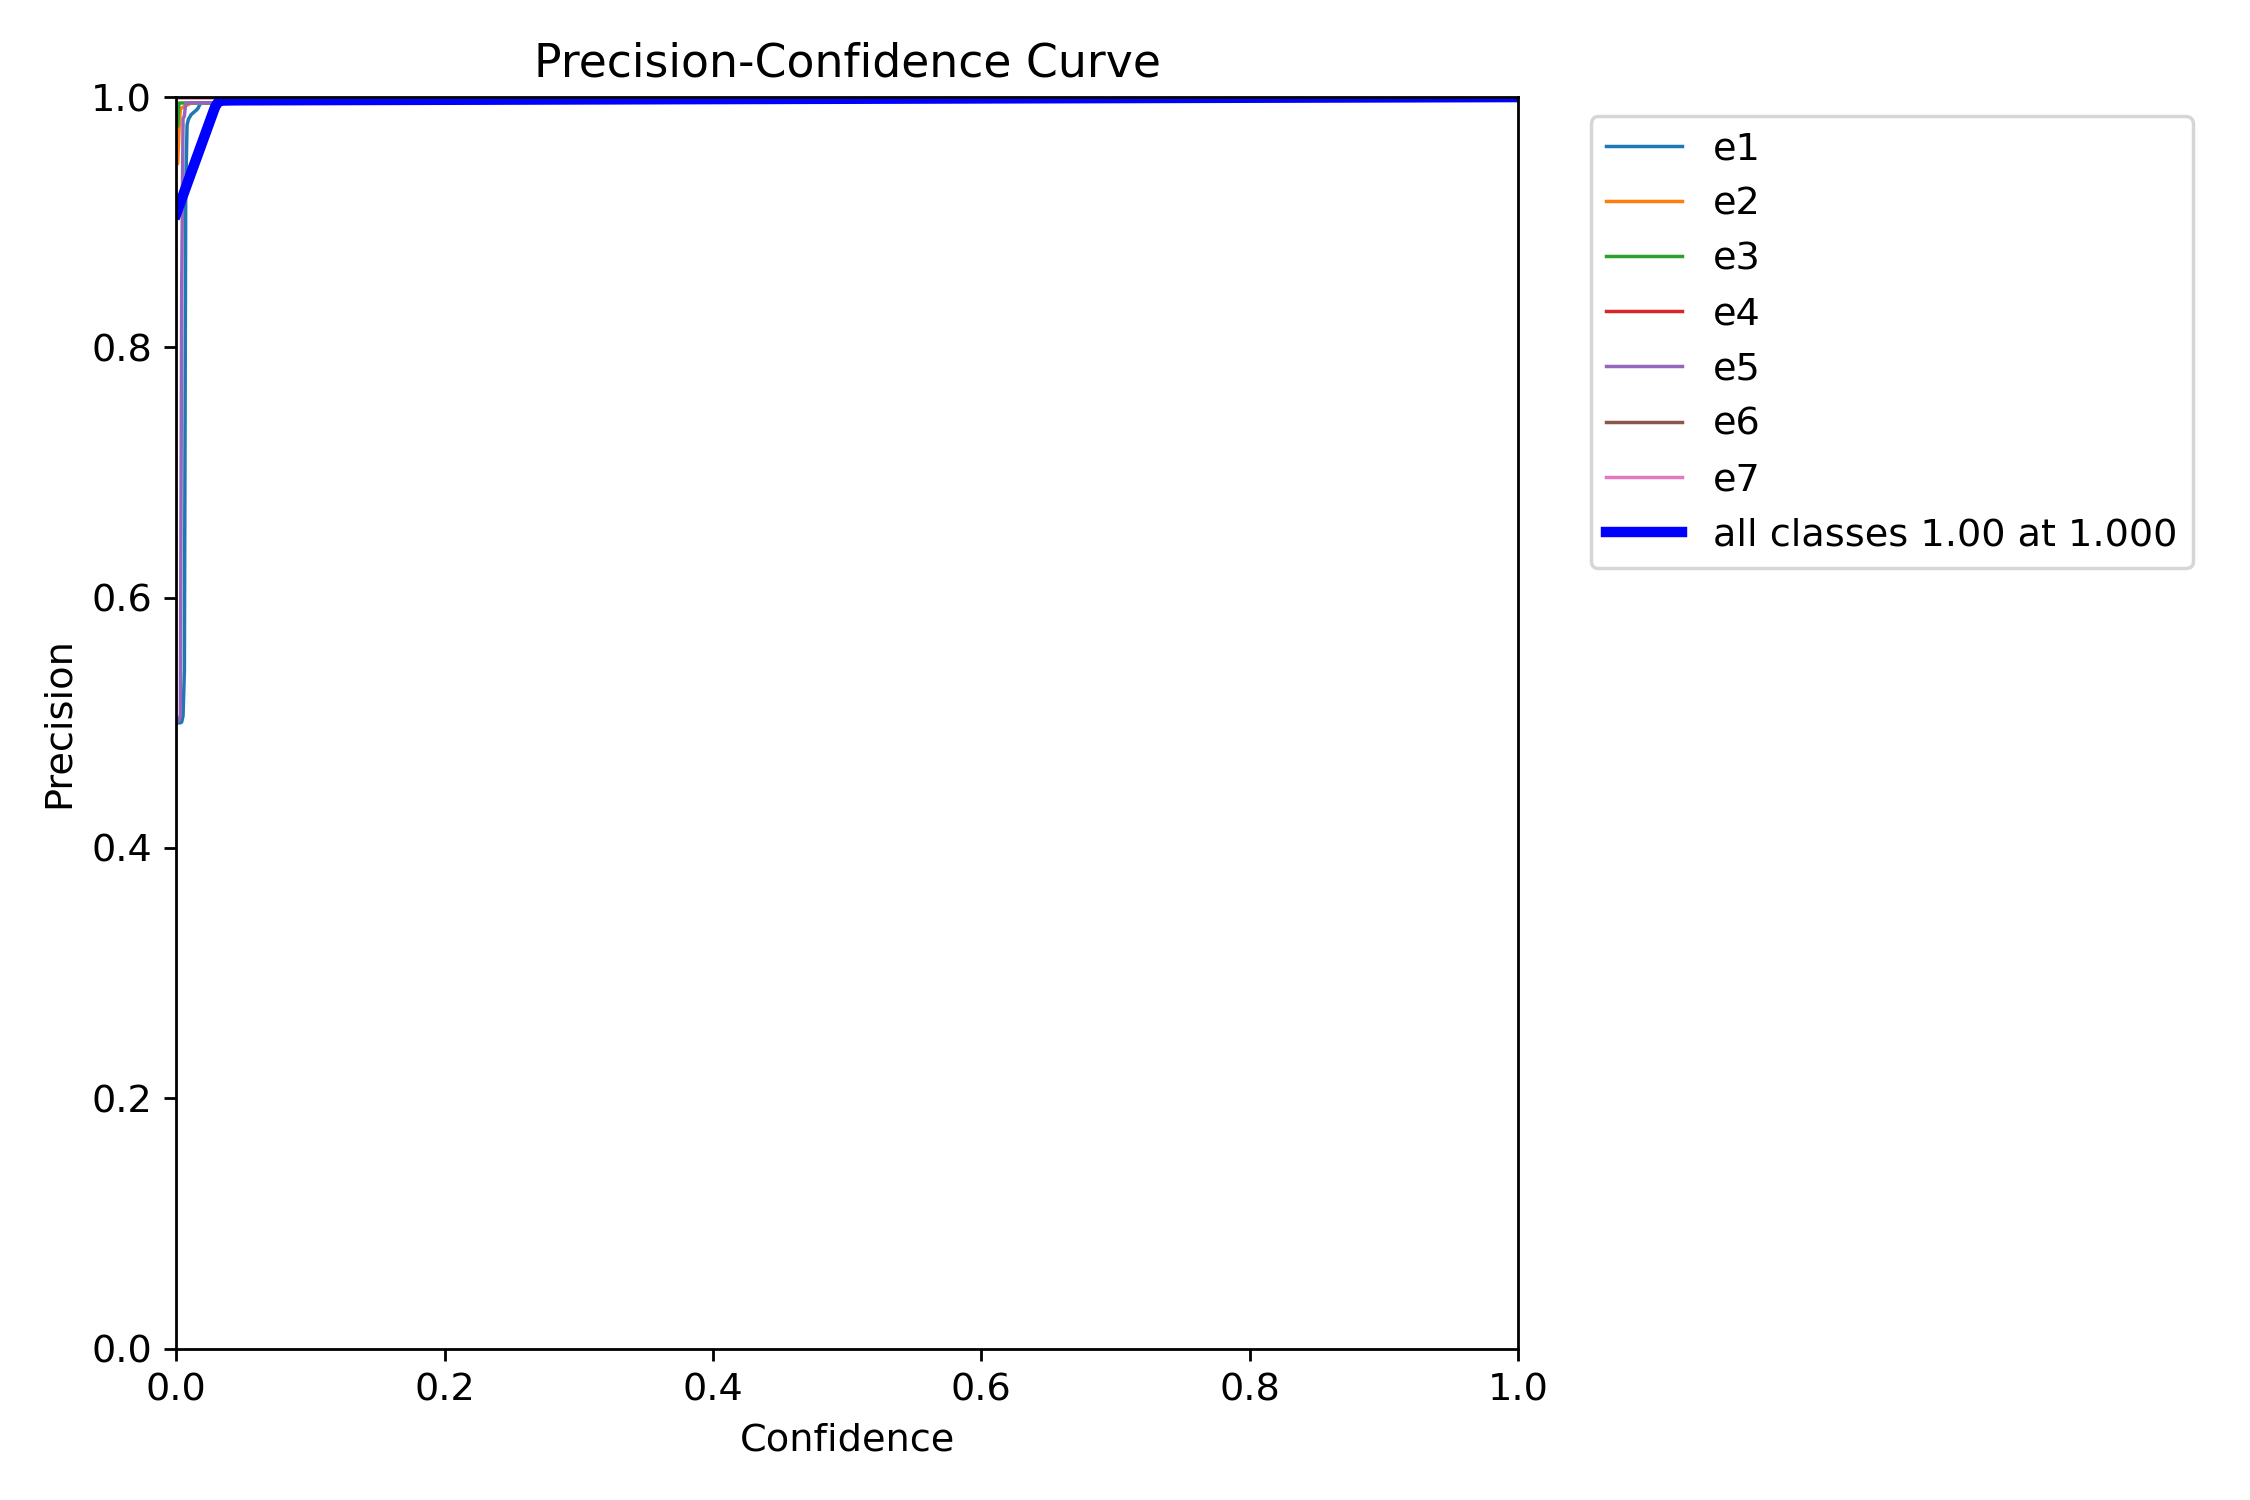 Precision-Confidence Curve
1.0
0.8
0.6
0.4
0.2
0.0
Precision
0.0 0.2 0.4 0.6 0.8 1.0
Confidence
e1
e2
e3
e4
e5
e6
e7
all classes 1.00 at 1.000